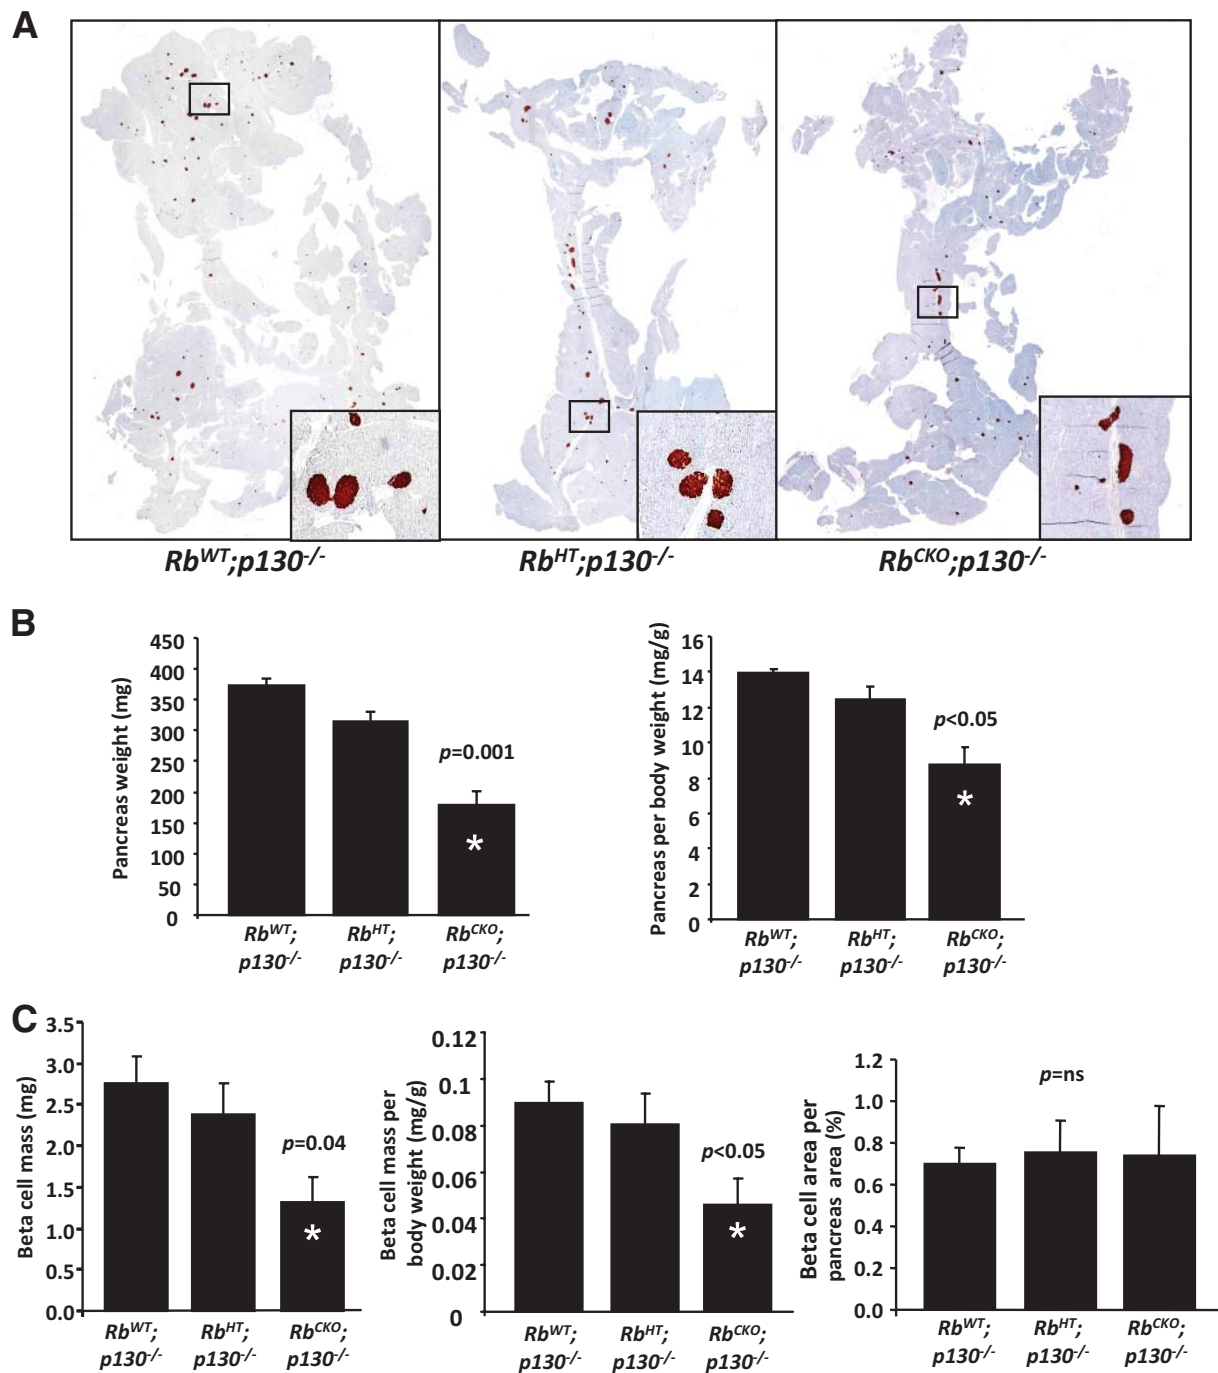 A
Rb^WT;p130^-/-
Rb^HT;p130^-/-
Rb^CKO;p130^-/-
B
Pancreas weight (mg)
450
400
350
300
250
200
150
100
50
0
p=0.001
*
Rb^WT;
p130^-/-
Rb^HT;
p130^-/-
Rb^CKO;
p130^-/-
Pancreas per body weight (mg/g)
16
14
12
10
8
6
4
2
0
p<0.05
*
Rb^WT;
p130^-/-
Rb^HT;
p130^-/-
Rb^CKO;
p130^-/-
C
Beta cell mass (mg)
3.5
3.0
2.5
2.0
1.5
1.0
0.5
0.0
p=0.04
*
Rb^WT;
p130^-/-
Rb^HT;
p130^-/-
Rb^CKO;
p130^-/-
Beta cell mass per
body weight (mg/g)
0.12
0.1
0.08
0.06
0.04
0.02
0
p<0.05
*
Rb^WT;
p130^-/-
Rb^HT;
p130^-/-
Rb^CKO;
p130^-/-
Beta cell area per
pancreas area (%)
1.2
1.0
0.8
0.6
0.4
0.2
0.0
p=ns
Rb^WT;
p130^-/-
Rb^HT;
p130^-/-
Rb^CKO;
p130^-/-